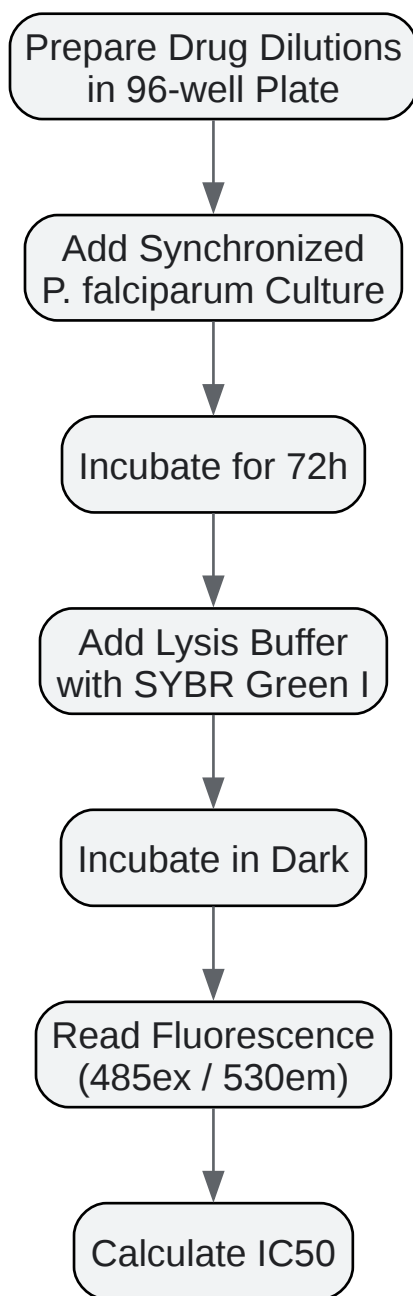 Prepare Drug Dilutions
in 96-well Plate
Add Synchronized
P. falciparum Culture
Incubate for 72h
Add Lysis Buffer
with SYBR Green I
Incubate in Dark
Read Fluorescence
(485ex / 530em)
Calculate IC50